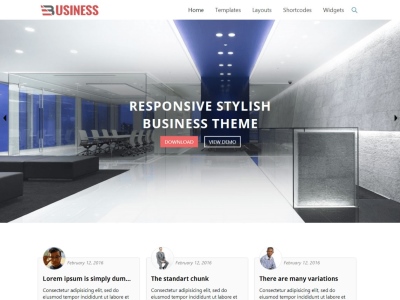 BUSINESS
Home Templates Layouts Shortcodes Widgets
RESPONSIVE STYLISH
BUSINESS THEME
DOWNLOAD VIEW DEMO
February 12, 2016 February 12, 2016 February 12, 2016
Lorem ipsum is simply dum... The standart chunk There are many variations
Consectetur adipisicing elit, sed do Consectetur adipisicing elit, sed do Consectetur adipisicing elit, sed do
eiusmod tempor incididunt ut labore et eiusmod tempor incididunt ut labore et eiusmod tempor incididunt ut labore et